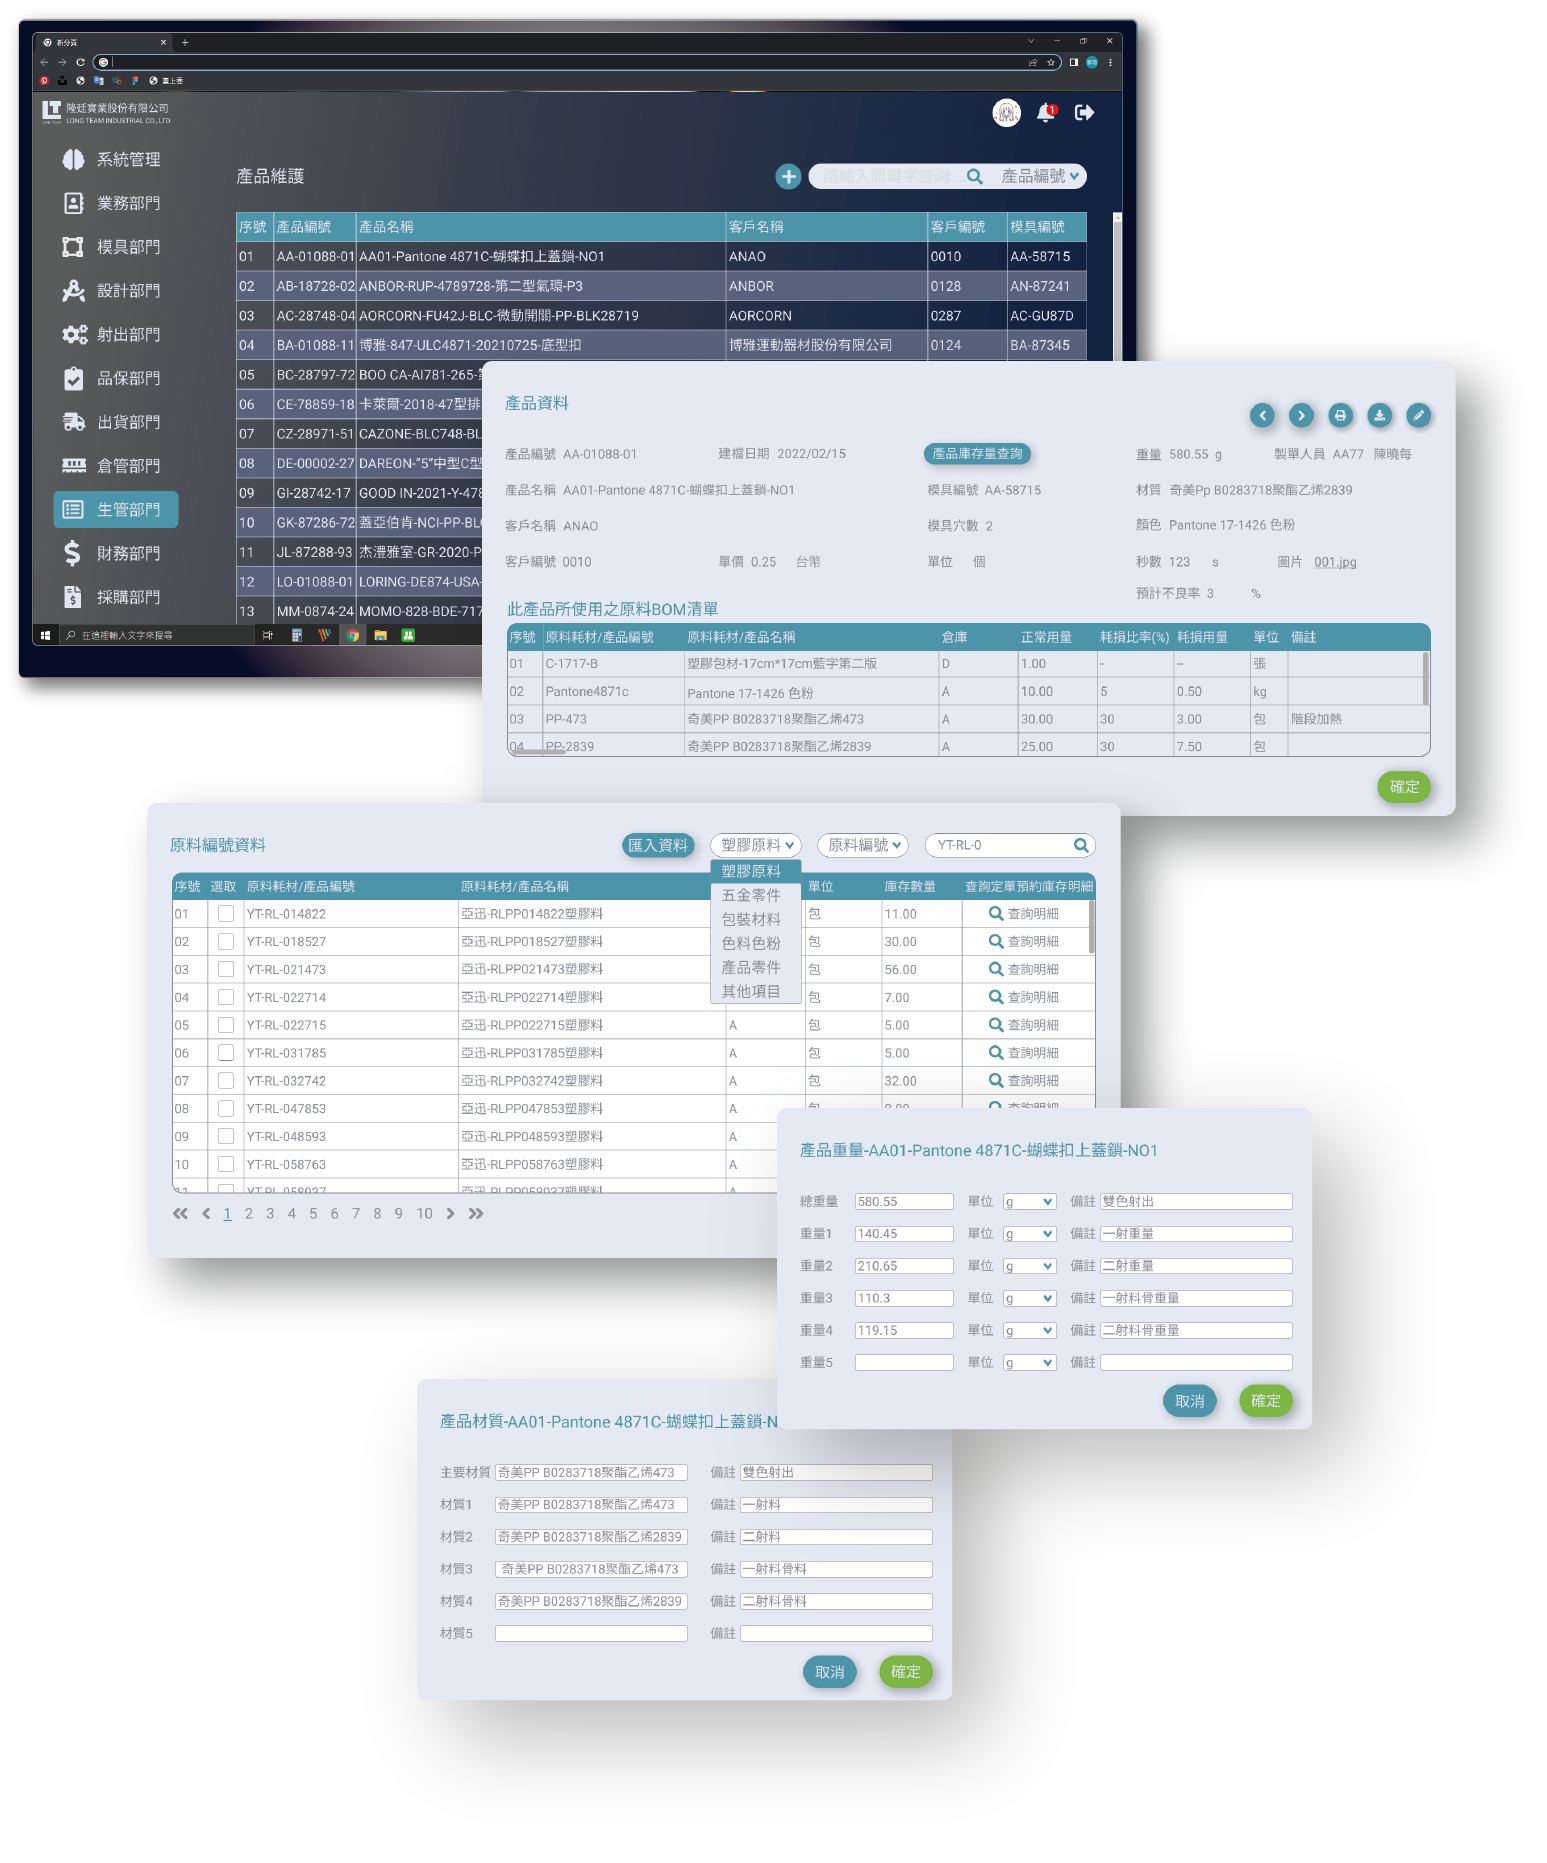 新分頁
畫上表
隆廷實業股份有限公司
LONG TEAM INDUSTRIAL CO., LTD
1
系統管理
業務部門
模具部門
設計部門
射出部門
品保部門
出貨部門
倉管部門
生管部門
財務部門
採購部門
產品維護
請輸入關鍵字查詢... 產品編號
序號 產品編號 產品名稱 客戶名稱 客戶編號 模具編號
01 AA-01088-01 AA01-Pantone 4871C-蝴蝶扣上蓋鎖-NO1 ANAO 0010 AA-58715
02 AB-18728-02 ANBOR-RUP-4789728-第二型氣環-P3 ANBOR 0128 AN-87241
03 AC-28748-04 AORCORN-FU42J-BLC-微動開關-PP-BLK28719 AORCORN 0287 AC-GU87D
04 BA-01088-11 博雅-847-ULC4871-20210725-底型扣 博雅運動器材股份有限公司 0124 BA-87345
05 BC-28797-72 BOO CA-AI781-265-
06 CE-78859-18 卡萊爾-2018-47型排
07 CZ-28971-51 CAZONE-BLC748-BL
08 DE-00002-27 DAREON-"5"中型C型
09 GI-28742-17 GOOD IN-2021-Y-478
10 GK-87286-72 蓋亞伯肯-NCI-PP-BL
11 JL-87288-93 杰澧雅室-GR-2020-P
12 LO-01088-01 LORING-DE874-USA-
13 MM-0874-24 MOMO-828-BDE-717
在這裡輸入文字來搜尋
產品資料
產品編號 AA-01088-01 建檔日期 2022/02/15 產品庫存量查詢 重量 580.55 g 製單人員 AA77 陳曉每
產品名稱 AA01-Pantone 4871C-蝴蝶扣上蓋鎖-NO1 模具編號 AA-58715 材質 奇美Pp B0283718聚酯乙烯2839
客戶名稱 ANAO 模具穴數 2 顏色 Pantone 17-1426 色粉
客戶編號 0010 單價 0.25 台幣 單位 個 秒數 123 s 圖片 001.jpg
預計不良率 3 %
此產品所使用之原料BOM清單
序號 原料耗材/產品編號 原料耗材/產品名稱 倉庫 正常用量 耗損比率(%) 耗損用量 單位 備註
01 C-1717-B 塑膠包材-17cm*17cm藍字第二版 D 1.00 - -- 張
02 Pantone4871c Pantone 17-1426 色粉 A 10.00 5 0.50 kg
03 PP-473 奇美PP B0283718聚酯乙烯473 A 30.00 30 3.00 包 階段加熱
04 PP-2839 奇美PP B0283718聚酯乙烯2839 A 25.00 30 7.50 包
確定
原料編號資料 匯入資料 塑膠原料 原料編號 YT-RL-0
塑膠原料
五金零件
包裝材料
色料色粉
產品零件
其他項目
序號 選取 原料耗材/產品編號 原料耗材/產品名稱 單位 庫存數量 查詢定單預約庫存明細
01 YT-RL-014822 亞迅-RLPP014822塑膠料 包 11.00 查詢明細
02 YT-RL-018527 亞迅-RLPP018527塑膠料 包 30.00 查詢明細
03 YT-RL-021473 亞迅-RLPP021473塑膠料 包 56.00 查詢明細
04 YT-RL-022714 亞迅-RLPP022714塑膠料 包 7.00 查詢明細
05 YT-RL-022715 亞迅-RLPP022715塑膠料 A 包 5.00 查詢明細
06 YT-RL-031785 亞迅-RLPP031785塑膠料 A 包 5.00 查詢明細
07 YT-RL-032742 亞迅-RLPP032742塑膠料 A 包 32.00 查詢明細
08 YT-RL-047853 亞迅-RLPP047853塑膠料 A 包 8.00 查詢明細
09 YT-RL-048593 亞迅-RLPP048593塑膠料 A
10 YT-RL-058763 亞迅-RLPP058763塑膠料 A
11 YT-RL-058937 亞迅-RLPP058937塑膠料 A
1 2 3 4 5 6 7 8 9 10
產品重量-AA01-Pantone 4871C-蝴蝶扣上蓋鎖-NO1
總重量 580.55 單位 g 備註 雙色射出
重量1 140.45 單位 g 備註 一射重量
重量2 210.65 單位 g 備註 二射重量
重量3 110.3 單位 g 備註 一射料骨重量
重量4 119.15 單位 g 備註 二射料骨重量
重量5 單位 g 備註
取消 確定
產品材質-AA01-Pantone 4871C-蝴蝶扣上蓋鎖-N
主要材質 奇美PP B0283718聚酯乙烯473 備註 雙色射出
材質1 奇美PP B0283718聚酯乙烯473 備註 一射料
材質2 奇美PP B0283718聚酯乙烯2839 備註 二射料
材質3 奇美PP B0283718聚酯乙烯473 備註 一射料骨料
材質4 奇美PP B0283718聚酯乙烯2839 備註 二射料骨料
材質5 備註
取消 確定